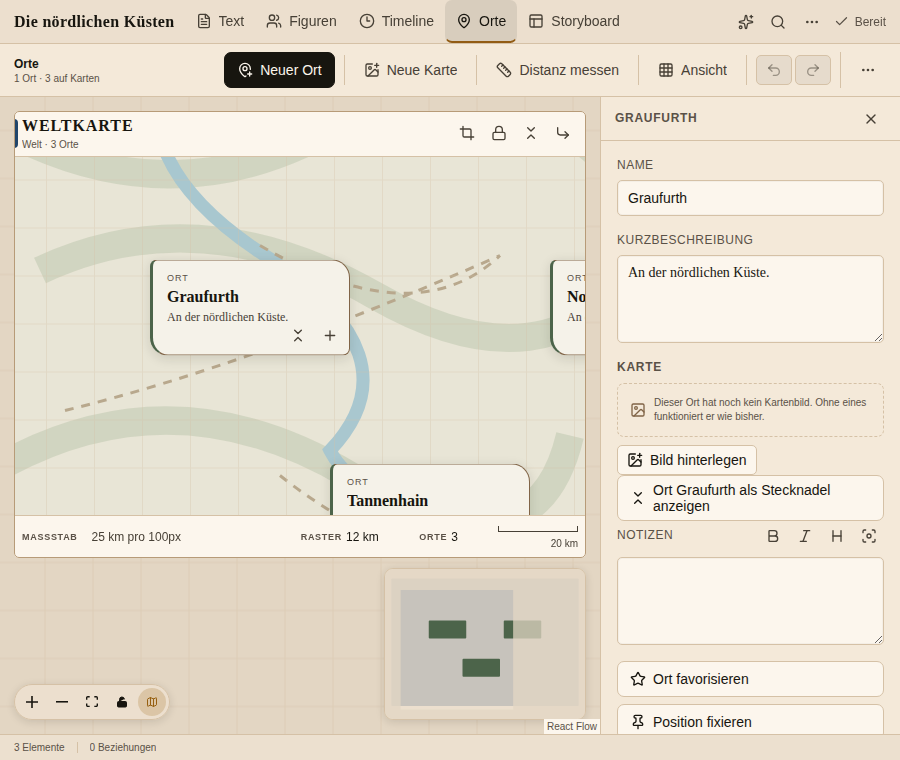 Die nördlichen Küsten
Text
Figuren
Timeline
Orte
Storyboard
Bereit
Orte
1 Ort · 3 auf Karten
Neuer Ort
Neue Karte
Distanz messen
Ansicht
WELTKARTE
Welt · 3 Orte
ORT
Graufurth
An der nördlichen Küste.
ORT
No
An
ORT
Tannenhain
MASSSTAB
25 km pro 100px
RASTER 12 km
ORTE 3
20 km
React Flow
GRAUFURTH
NAME
Graufurth
KURZBESCHREIBUNG
An der nördlichen Küste.
KARTE
Dieser Ort hat noch kein Kartenbild. Ohne eines
funktioniert er wie bisher.
Bild hinterlegen
Ort Graufurth als Stecknadel
anzeigen
NOTIZEN
Ort favorisieren
Position fixieren
3 Elemente
0 Beziehungen